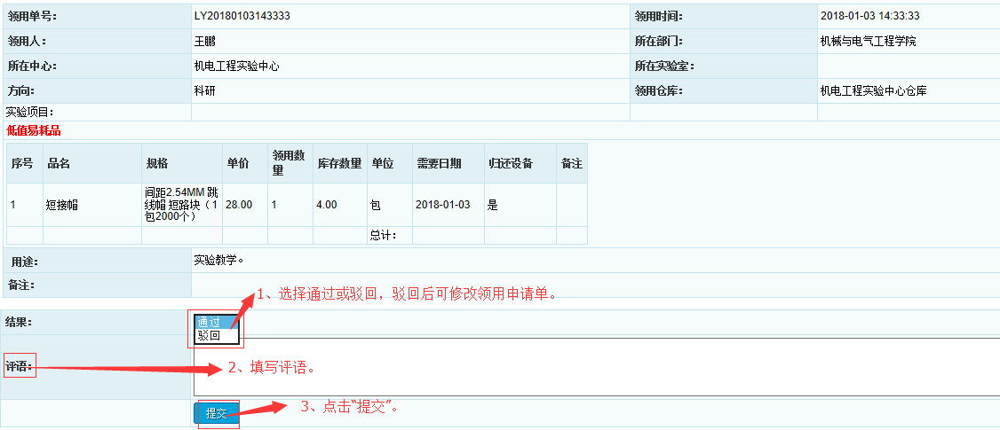 领用单号: LY20180103143333 领用时间: 2018-01-03 14:33:33
领用人: 王鹏 所在部门: 机械与电气工程学院
所在中心: 机电工程实验中心 所在实验室:
方向: 科研 领用仓库: 机电工程实验中心仓库
实验项目:
低值易耗品
序号 品名 规格 单价 领用数量 库存数量 单位 需要日期 归还设备 备注
1 短接帽 间距2.54MM 跳线帽 短路块（1包2000个） 28.00 1 4.00 包 2018-01-03 是
总计:
用途: 实验教学。
备注:
1、选择通过或驳回，驳回后可修改领用申请单。
结果: 通过
驳回
评语: 2、填写评语。
提交 3、点击“提交”。